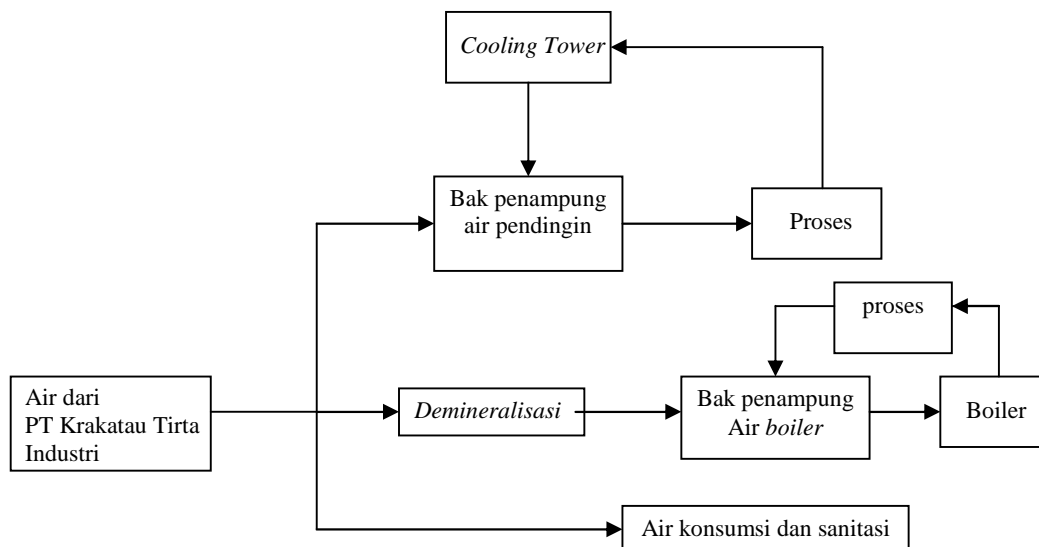 Cooling Tower
Bak penampung
air pendingin
Proses
proses
Air dari
PT Krakatau Tirta
Industri
Demineralisasi
Bak penampung
Air boiler
Boiler
Air konsumsi dan sanitasi